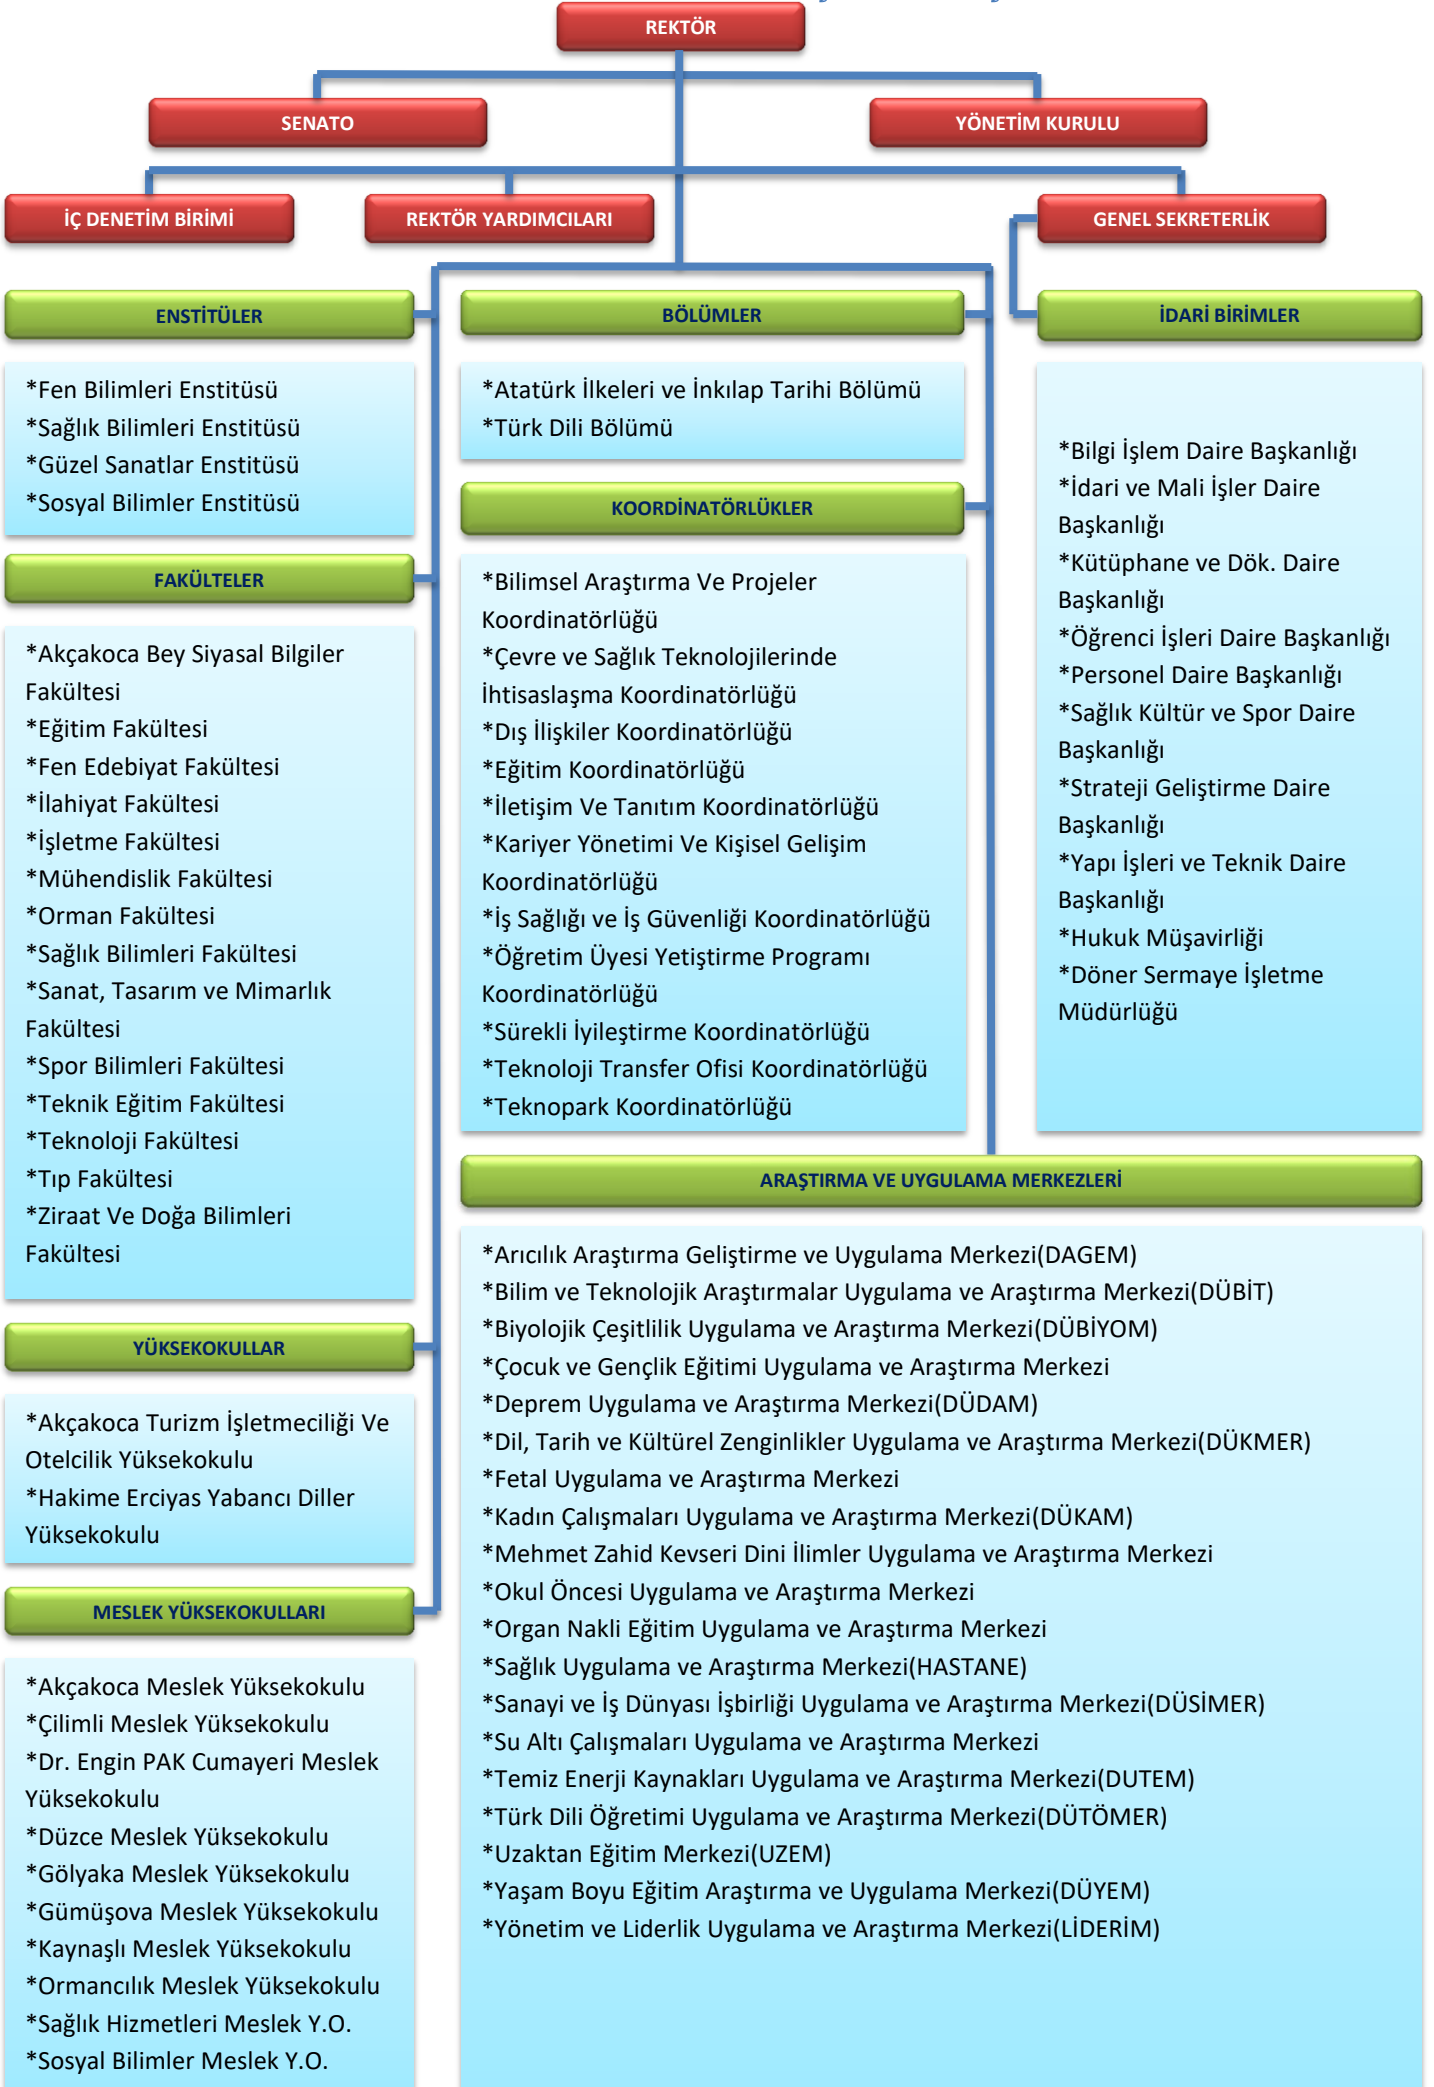 REKTÖR
SENATO
YÖNETİM KURULU
İÇ DENETİM BİRİMİ
REKTÖR YARDIMCILARI
GENEL SEKRETERLİK
ENSTİTÜLER
*Fen Bilimleri Enstitüsü
*Sağlık Bilimleri Enstitüsü
*Güzel Sanatlar Enstitüsü
*Sosyal Bilimler Enstitüsü
FAKÜLTELER
*Akçakoca Bey Siyasal Bilgiler
Fakültesi
*Eğitim Fakültesi
*Fen Edebiyat Fakültesi
*İlahiyat Fakültesi
*İşletme Fakültesi
*Mühendislik Fakültesi
*Orman Fakültesi
*Sağlık Bilimleri Fakültesi
*Sanat, Tasarım ve Mimarlık
Fakültesi
*Spor Bilimleri Fakültesi
*Teknik Eğitim Fakültesi
*Teknoloji Fakültesi
*Tıp Fakültesi
*Ziraat Ve Doğa Bilimleri
Fakültesi
YÜKSEKOKULLAR
*Akçakoca Turizm İşletmeciliği Ve
Otelcilik Yüksekokulu
*Hakime Erciyas Yabancı Diller
Yüksekokulu
MESLEK YÜKSEKOKULLARI
*Akçakoca Meslek Yüksekokulu
*Çilimli Meslek Yüksekokulu
*Dr. Engin PAK Cumayeri Meslek
Yüksekokulu
*Düzce Meslek Yüksekokulu
*Gölyaka Meslek Yüksekokulu
*Gümüşova Meslek Yüksekokulu
*Kaynaşlı Meslek Yüksekokulu
*Ormancılık Meslek Yüksekokulu
*Sağlık Hizmetleri Meslek Y.O.
*Sosyal Bilimler Meslek Y.O.
BÖLÜMLER
*Atatürk İlkeleri ve İnkılap Tarihi Bölümü
*Türk Dili Bölümü
KOORDİNATÖRLÜKLER
*Bilimsel Araştırma Ve Projeler
Koordinatörlüğü
*Çevre ve Sağlık Teknolojilerinde
İhtisaslaşma Koordinatörlüğü
*Dış İlişkiler Koordinatörlüğü
*Eğitim Koordinatörlüğü
*İletişim Ve Tanıtım Koordinatörlüğü
*Kariyer Yönetimi Ve Kişisel Gelişim
Koordinatörlüğü
*İş Sağlığı ve İş Güvenliği Koordinatörlüğü
*Öğretim Üyesi Yetiştirme Programı
Koordinatörlüğü
*Sürekli İyileştirme Koordinatörlüğü
*Teknoloji Transfer Ofisi Koordinatörlüğü
*Teknopark Koordinatörlüğü
İDARİ BİRİMLER
*Bilgi İşlem Daire Başkanlığı
*İdari ve Mali İşler Daire
Başkanlığı
*Kütüphane ve Dök. Daire
Başkanlığı
*Öğrenci İşleri Daire Başkanlığı
*Personel Daire Başkanlığı
*Sağlık Kültür ve Spor Daire
Başkanlığı
*Strateji Geliştirme Daire
Başkanlığı
*Yapı İşleri ve Teknik Daire
Başkanlığı
*Hukuk Müşavirliği
*Döner Sermaye İşletme
Müdürlüğü
ARAŞTIRMA VE UYGULAMA MERKEZLERİ
*Arıcılık Araştırma Geliştirme ve Uygulama Merkezi(DAGEM)
*Bilim ve Teknolojik Araştırmalar Uygulama ve Araştırma Merkezi(DÜBİT)
*Biyolojik Çeşitlilik Uygulama ve Araştırma Merkezi(DÜBİYOM)
*Çocuk ve Gençlik Eğitimi Uygulama ve Araştırma Merkezi
*Deprem Uygulama ve Araştırma Merkezi(DÜDAM)
*Dil, Tarih ve Kültürel Zenginlikler Uygulama ve Araştırma Merkezi(DÜKMER)
*Fetal Uygulama ve Araştırma Merkezi
*Kadın Çalışmaları Uygulama ve Araştırma Merkezi(DÜKAM)
*Mehmet Zahid Kevseri Dini İlimler Uygulama ve Araştırma Merkezi
*Okul Öncesi Uygulama ve Araştırma Merkezi
*Organ Nakli Eğitim Uygulama ve Araştırma Merkezi
*Sağlık Uygulama ve Araştırma Merkezi(HASTANE)
*Sanayi ve İş Dünyası İşbirliği Uygulama ve Araştırma Merkezi(DÜSİMER)
*Su Altı Çalışmaları Uygulama ve Araştırma Merkezi
*Temiz Enerji Kaynakları Uygulama ve Araştırma Merkezi(DUTEM)
*Türk Dili Öğretimi Uygulama ve Araştırma Merkezi(DÜTÖMER)
*Uzaktan Eğitim Merkezi(UZEM)
*Yaşam Boyu Eğitim Araştırma ve Uygulama Merkezi(DÜYEM)
*Yönetim ve Liderlik Uygulama ve Araştırma Merkezi(LİDERİM)